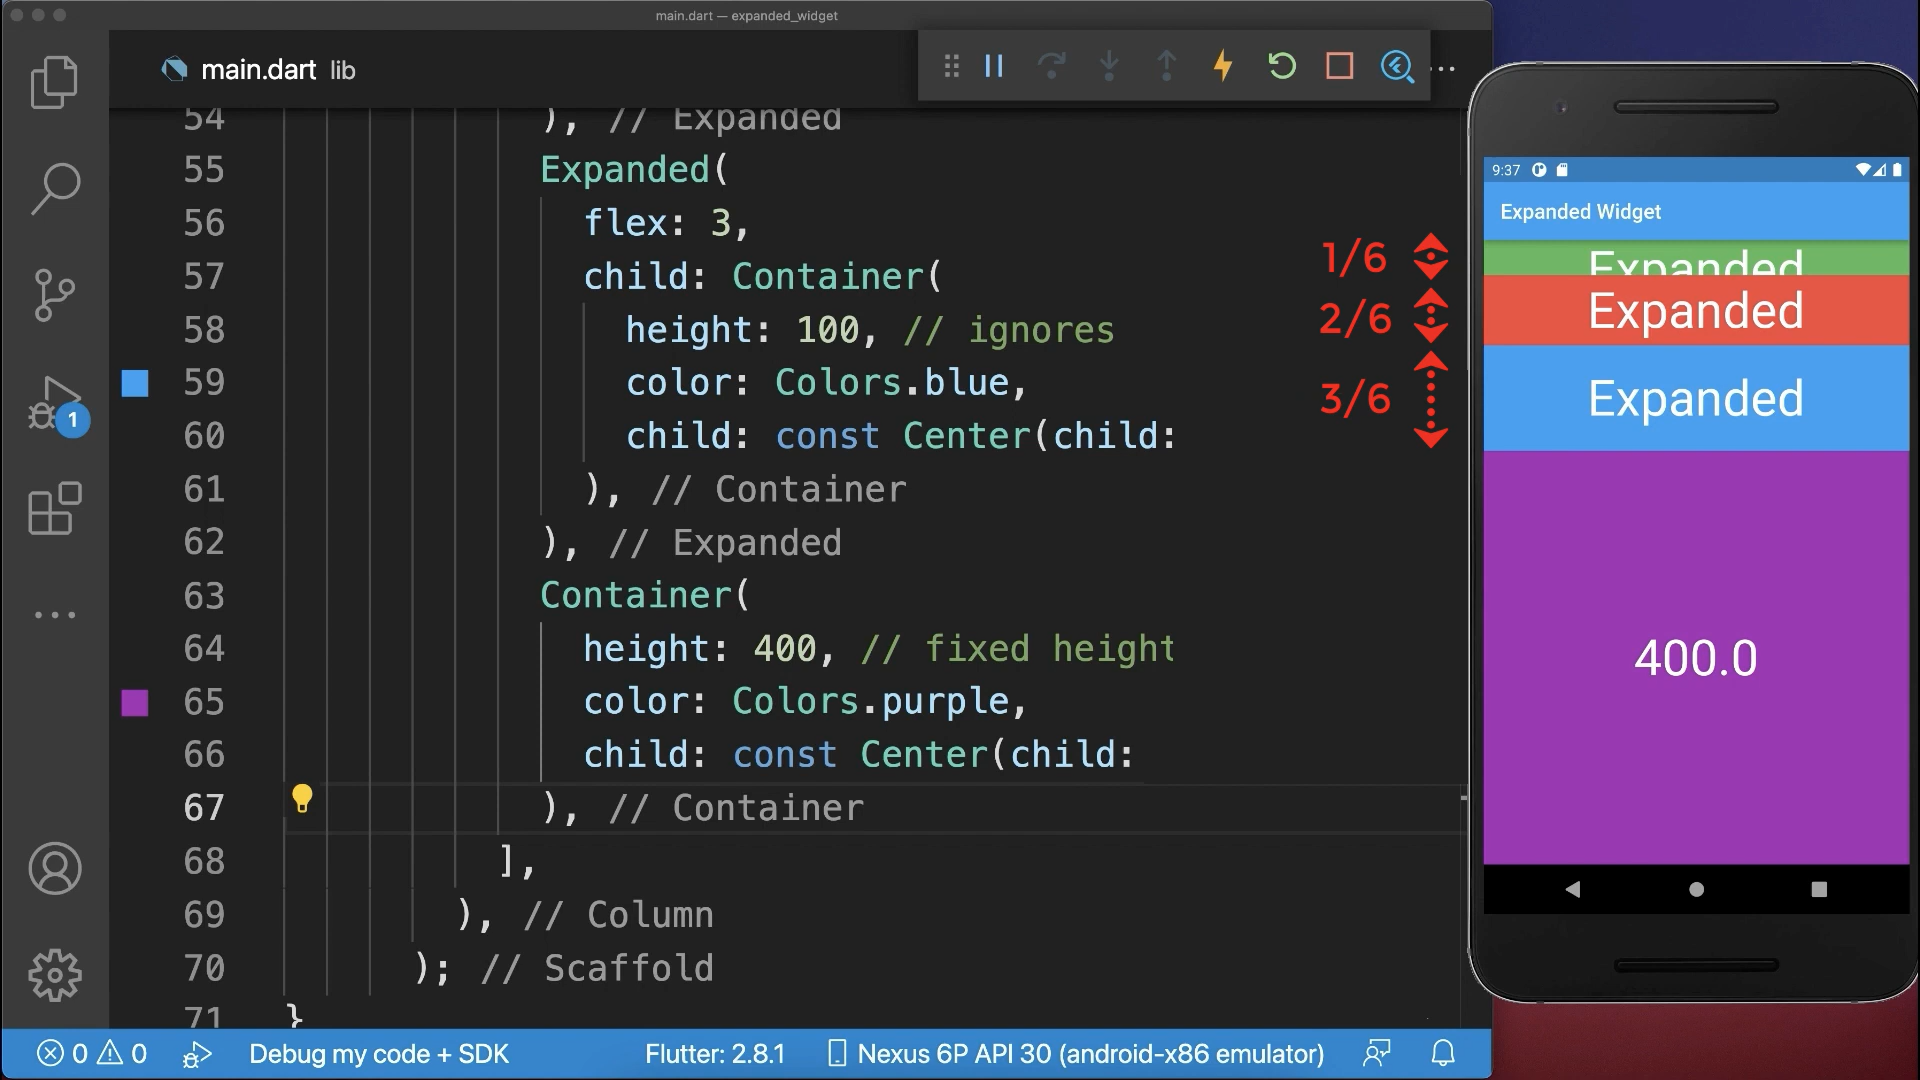 main.dart — expanded_widget
main.dart lib
54 ), // Expanded
55 Expanded(
56 flex: 3,
57 child: Container(
58 height: 100, // ignores
59 color: Colors.blue,
60 child: const Center(child:
61 ), // Container
62 ), // Expanded
63 Container(
64 height: 400, // fixed height
65 color: Colors.purple,
66 child: const Center(child:
67 ), // Container
68 ],
69 ), // Column
70 ); // Scaffold
71 }
1
1/6
2/6
3/6
9:37
Expanded Widget
Expanded
Expanded
Expanded
400.0
0 0 Debug my code + SDK Flutter: 2.8.1 Nexus 6P API 30 (android-x86 emulator)